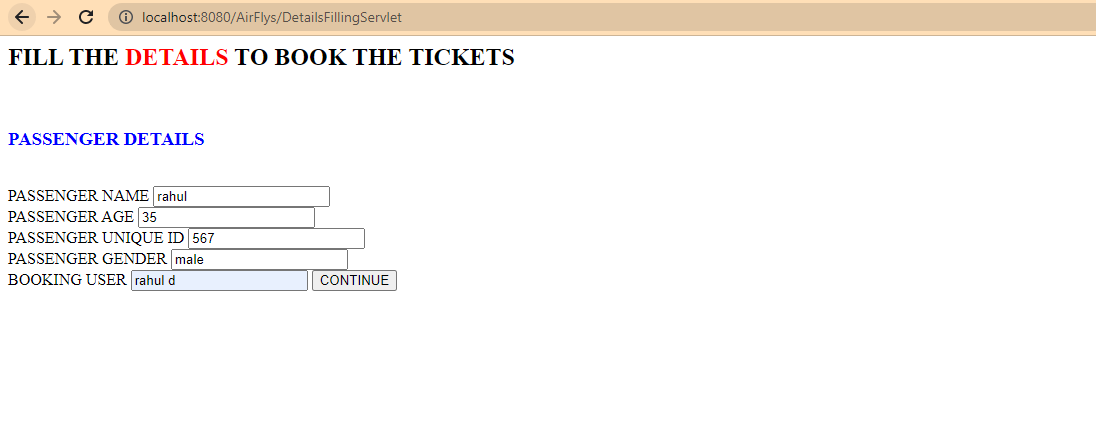 localhost:8080/AirFlys/DetailsFillingServlet
FILL THE DETAILS TO BOOK THE TICKETS
PASSENGER DETAILS
PASSENGER NAME rahul
PASSENGER AGE 35
PASSENGER UNIQUE ID 567
PASSENGER GENDER male
BOOKING USER rahul d CONTINUE